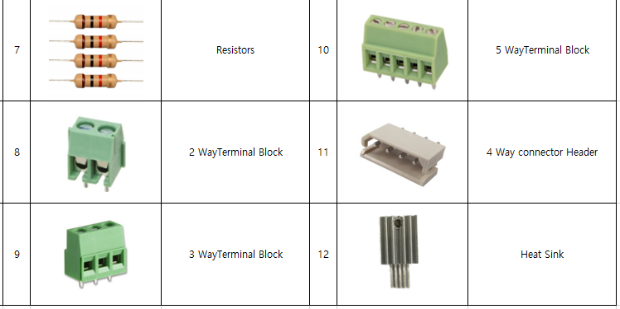 7 Resistors 10 5 WayTerminal Block
8 2 WayTerminal Block 11 4 Way connector Header
9 3 WayTerminal Block 12 Heat Sink